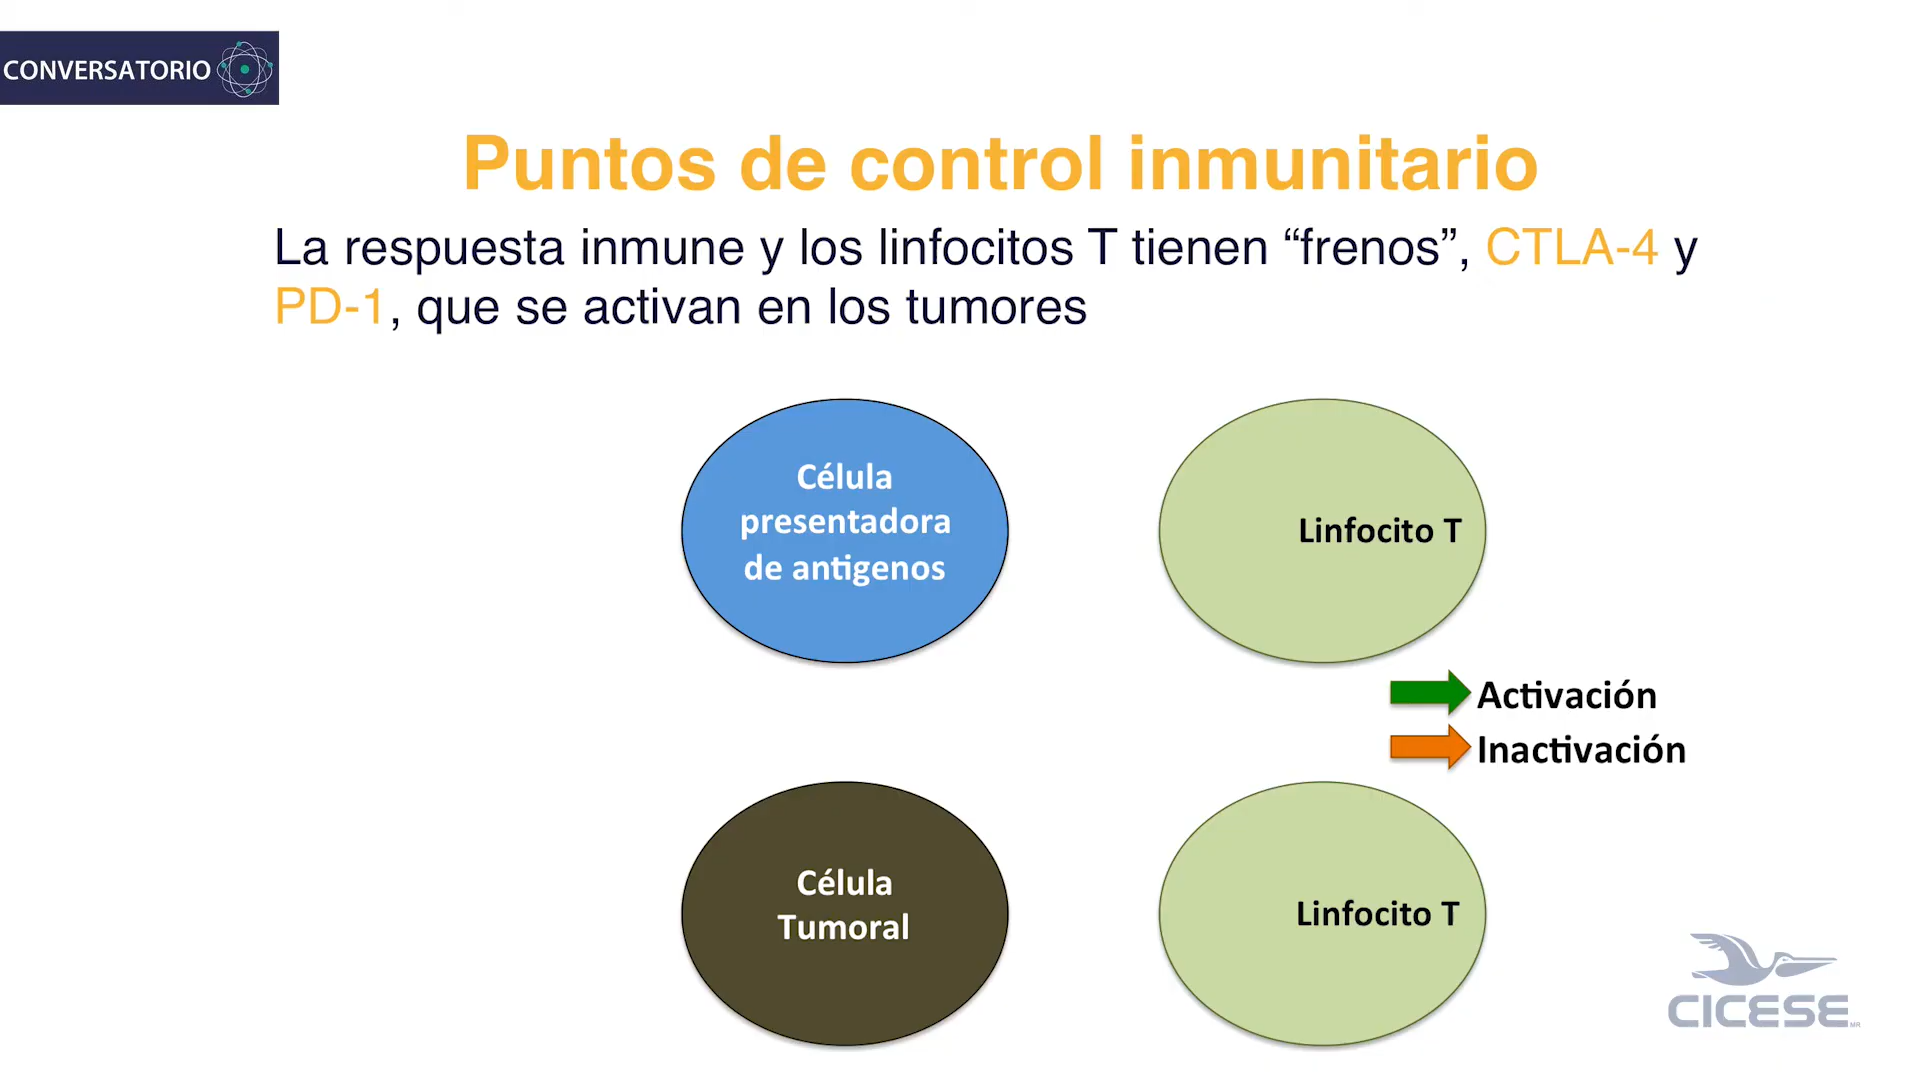 CONVERSATORIO
Puntos de control inmunitario
La respuesta inmune y los linfocitos T tienen “frenos”, CTLA-4 y
PD-1, que se activan en los tumores
Célula
presentadora
de antigenos
Linfocito T
Activación
Inactivación
Célula
Tumoral
Linfocito T
CICESE MR